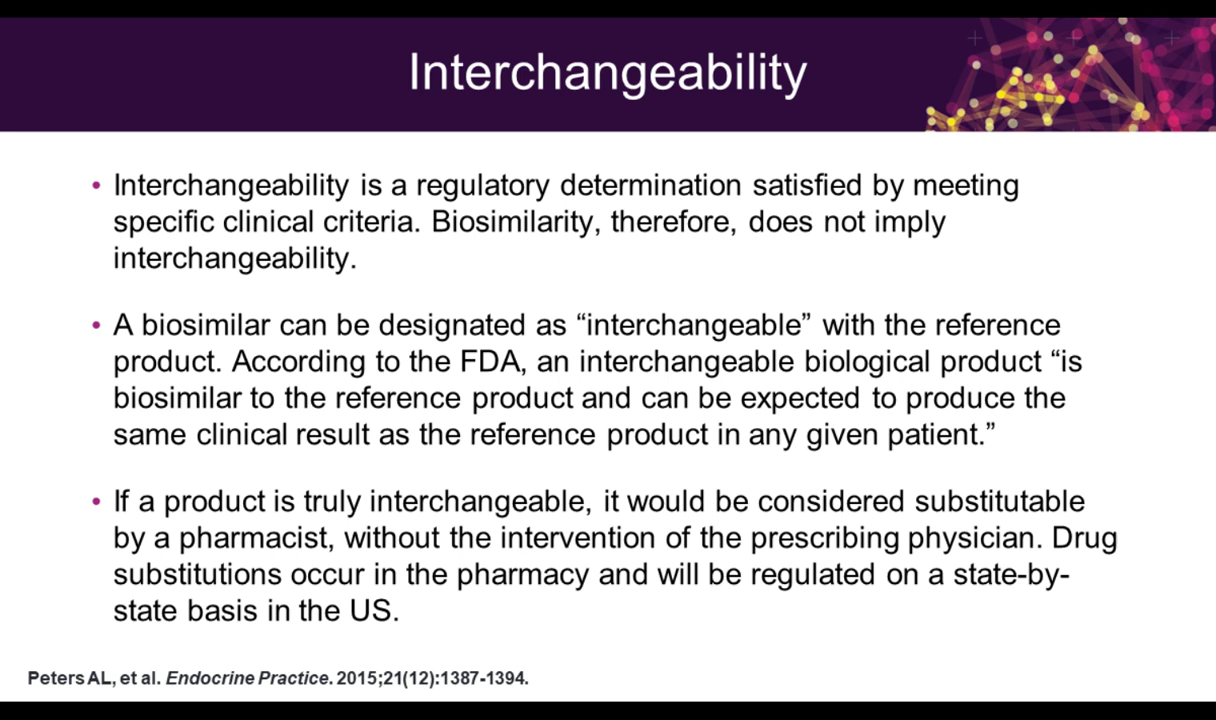 Interchangeability
• Interchangeability is a regulatory determination satisfied by meeting
specific clinical criteria. Biosimilarity, therefore, does not imply
interchangeability.
• A biosimilar can be designated as “interchangeable” with the reference
product. According to the FDA, an interchangeable biological product “is
biosimilar to the reference product and can be expected to produce the
same clinical result as the reference product in any given patient.”
• If a product is truly interchangeable, it would be considered substitutable
by a pharmacist, without the intervention of the prescribing physician. Drug
substitutions occur in the pharmacy and will be regulated on a state-by-
state basis in the US.
Peters AL, et al. Endocrine Practice. 2015;21(12):1387-1394.